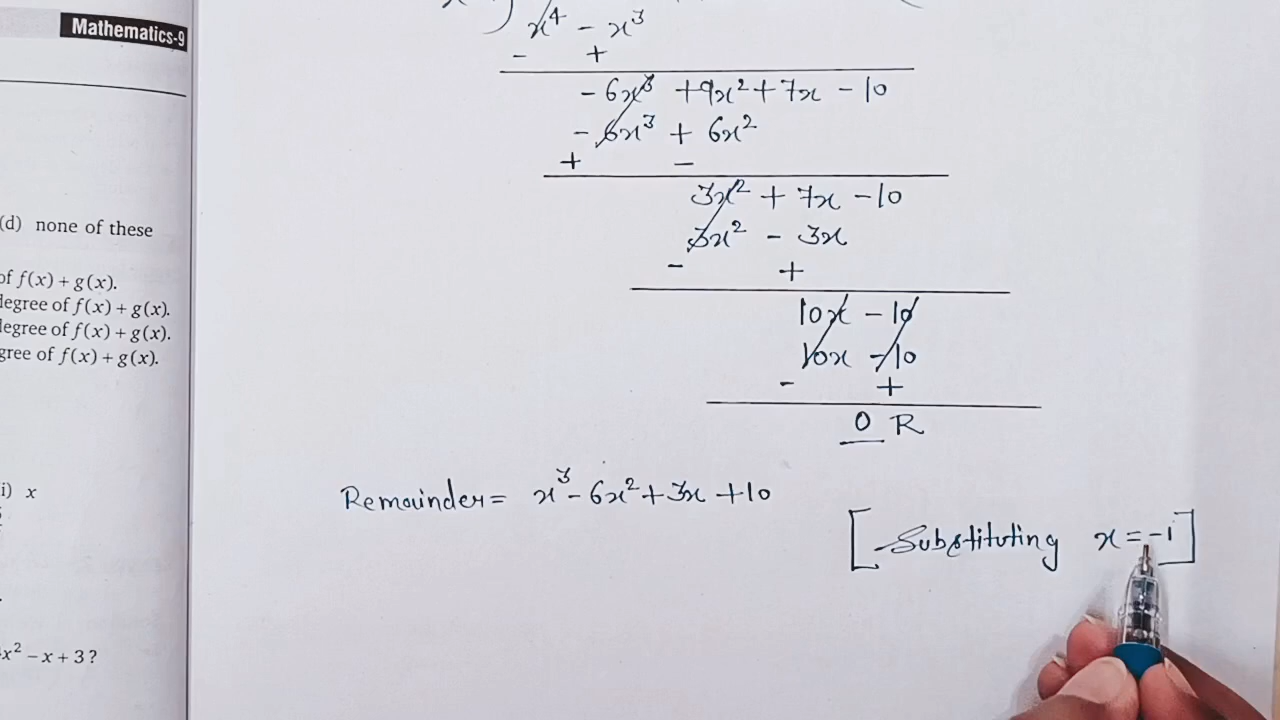 Mathematics-9
(d) none of these
of f(x) + g(x).
degree of f(x) + g(x).
degree of f(x) + g(x).
gree of f(x) + g(x).
i) x
x² – x + 3 ?
x⁴ - x³
- +
- 6x³ + 9x² + 7x - 10
- 6x³ + 6x²
+ -
3x² + 7x - 10
3x² - 3x
- +
10x - 10
10x - 10
- +
0 R
Remainder = x³ - 6x² + 3x + 10
[Substituting x = -1]